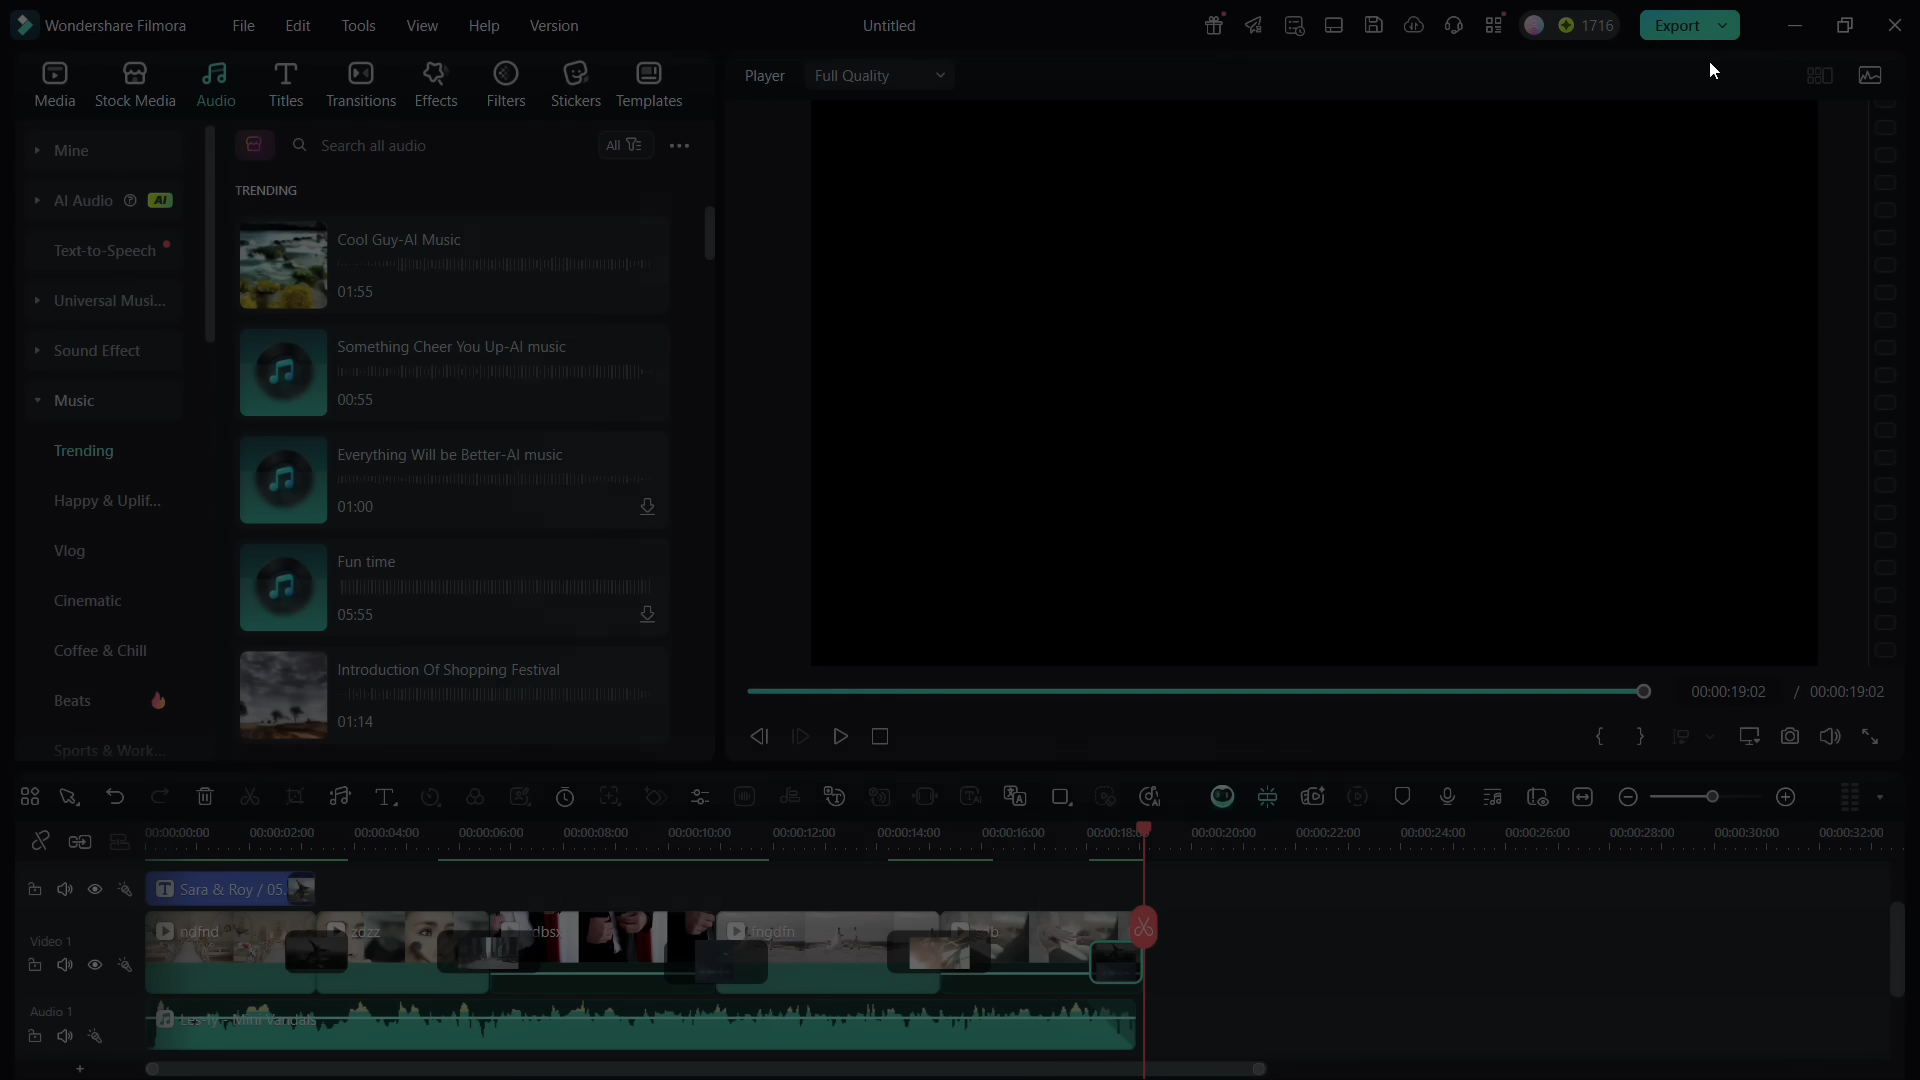 Wondershare Filmora File Edit Tools View Help Version Untitled 1716 Export
Media Stock Media Audio Titles Transitions Effects Filters Stickers Templates
Player Full Quality
Mine
AI Audio AI
Text-to-Speech
Universal Musi...
Sound Effect
Music
Trending
Happy & Uplif...
Vlog
Cinematic
Coffee & Chill
Beats
Sports & Work...
Search all audio All
TRENDING
Cool Guy-AI Music
01:55
Something Cheer You Up-AI music
00:55
Everything Will be Better-AI music
01:00
Fun time
05:55
Introduction Of Shopping Festival
01:14
00:00:19:02 / 00:00:19:02
00:00:00:00 00:00:02:00 00:00:04:00 00:00:06:00 00:00:08:00 00:00:10:00 00:00:12:00 00:00:14:00 00:00:16:00 00:00:18:00 00:00:20:00 00:00:22:00 00:00:24:00 00:00:26:00 00:00:28:00 00:00:30:00 00:00:32:00
Sara & Roy / 05.
Video 1
ndfnd zdzz dbsx fngdfn
Audio 1
Les-ly - Mini Vandals